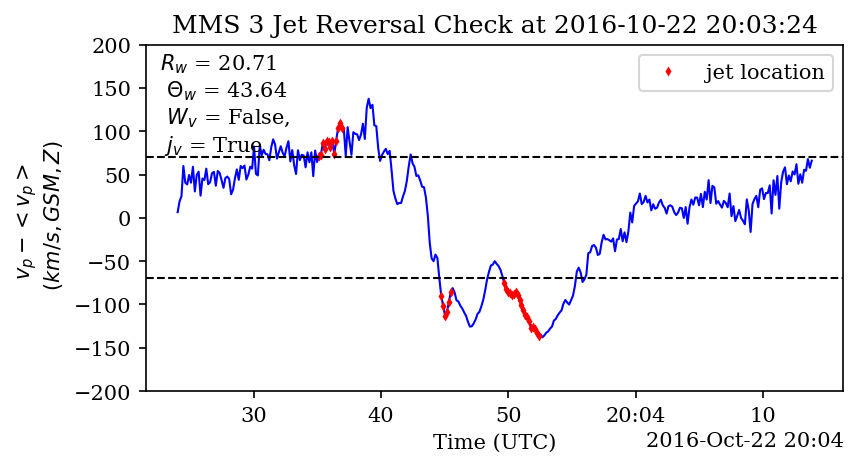 MMS 3 Jet Reversal Check at 2016-10-22 20:03:24
R_w = 20.71
Θ_w = 43.64
W_v = False,
j_v = True
jet location
v_p − < v_p >
(km/s, GSM, Z)
200
150
100
50
0
−50
−100
−150
−200
30 40 50 20:04 10
Time (UTC)
2016-Oct-22 20:04